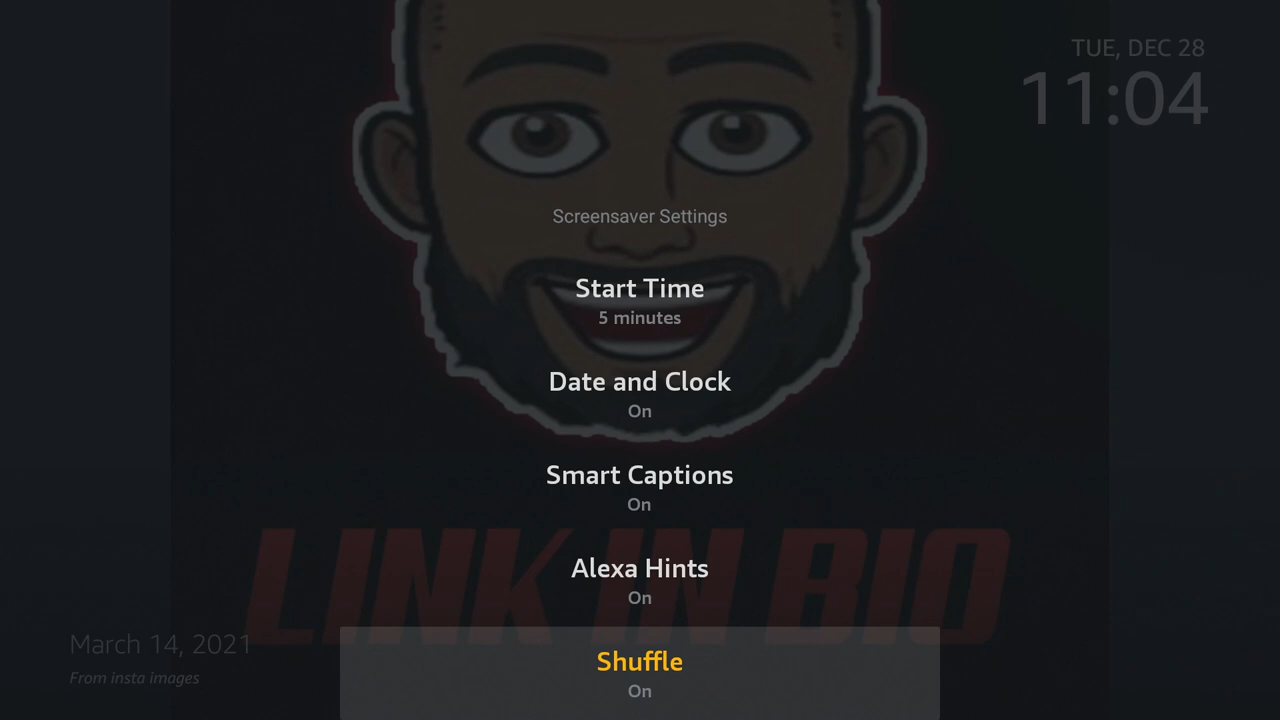 TUE, DEC 28
11:04
Screensaver Settings
Start Time
5 minutes
Date and Clock
On
Smart Captions
On
Alexa Hints
On
LINK IN BIO
March 14, 2021
From insta images
Shuffle
On